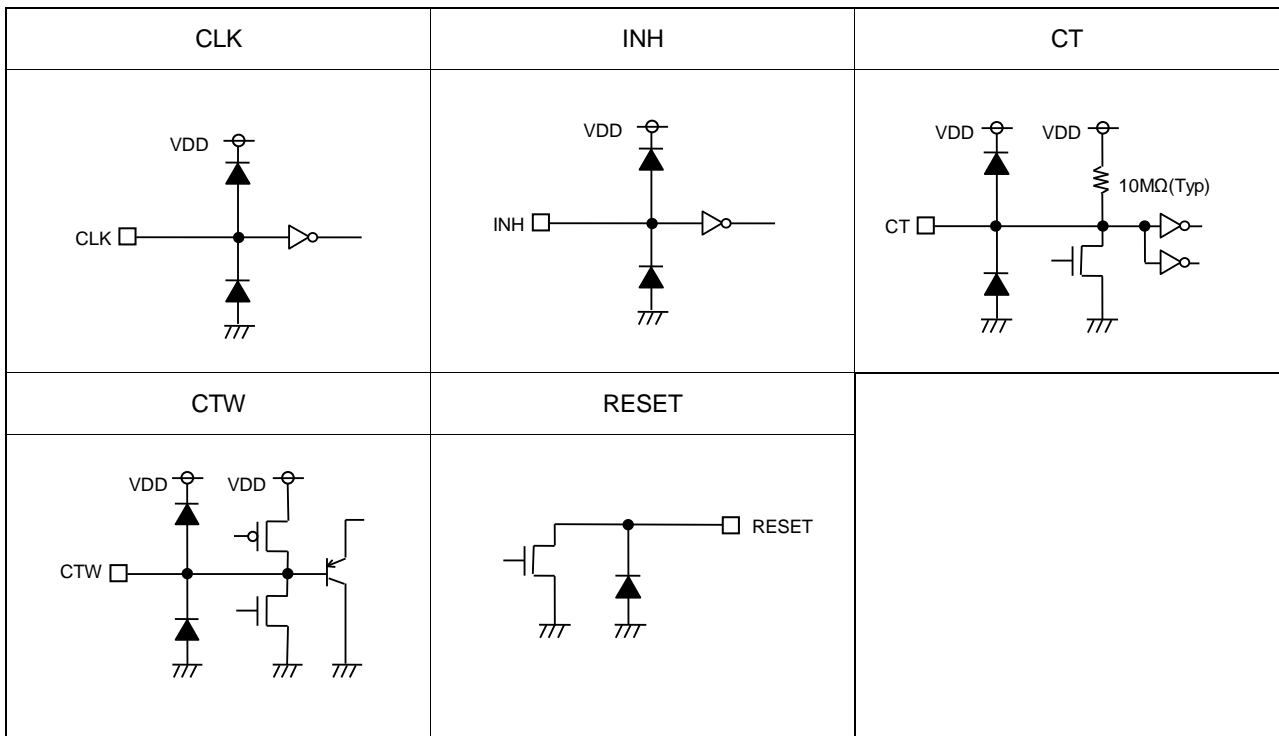 CLK
INH
CT
VDD
CLK
VDD
INH
VDD
VDD
10MΩ(Typ)
CT
CTW
RESET
VDD
VDD
CTW
RESET